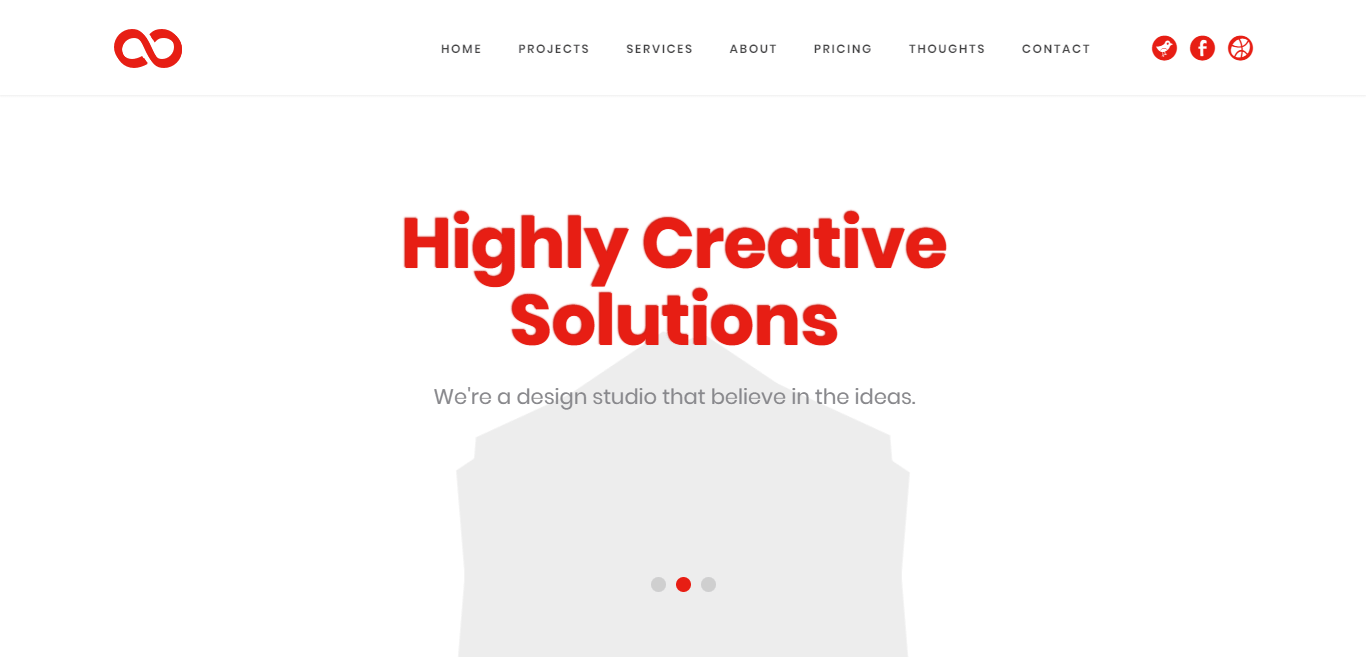 HOME PROJECTS SERVICES ABOUT PRICING THOUGHTS CONTACT
Highly Creative
Solutions
We're a design studio that believe in the ideas.